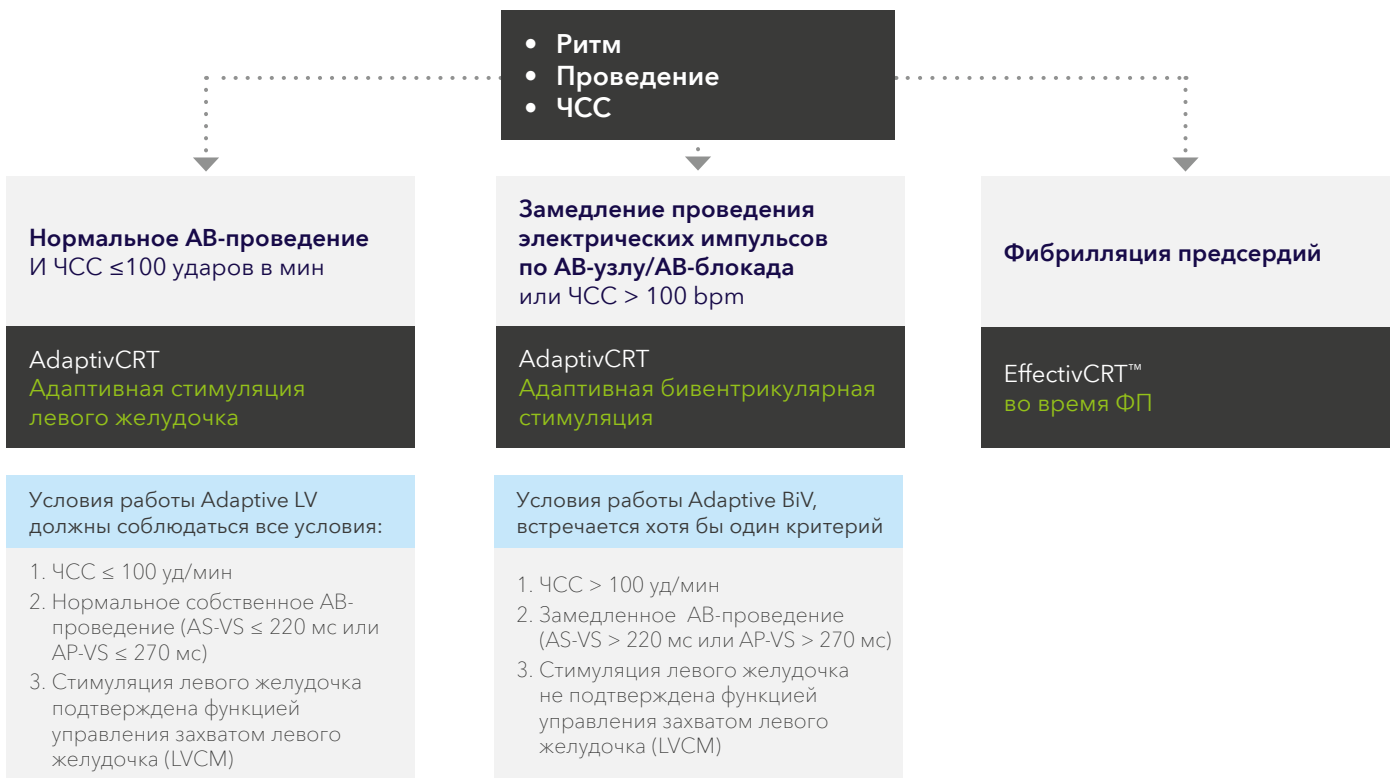 • Ритм
• Проведение
• ЧСС
Нормальное АВ-проведение
И ЧСС ≤100 ударов в мин
AdaptivCRT
Адаптивная стимуляция
левого желудочка
Условия работы Adaptive LV
должны соблюдаться все условия:
1. ЧСС ≤ 100 уд/мин
2. Нормальное собственное АВ-
проведение (AS-VS ≤ 220 мс или
AP-VS ≤ 270 мс)
3. Стимуляция левого желудочка
подтверждена функцией
управления захватом левого
желудочка (LVCM)
Замедление проведения
электрических импульсов
по АВ-узлу/АВ-блокада
или ЧСС > 100 bpm
AdaptivCRT
Адаптивная бивентрикулярная
стимуляция
Условия работы Adaptive BiV,
встречается хотя бы один критерий
1. ЧСС > 100 уд/мин
2. Замедленное АВ-проведение
(AS-VS > 220 мс или AP-VS > 270 мс)
3. Стимуляция левого желудочка
не подтверждена функцией
управления захватом левого
желудочка (LVCM)
Фибрилляция предсердий
EffectivCRT™
во время ФП